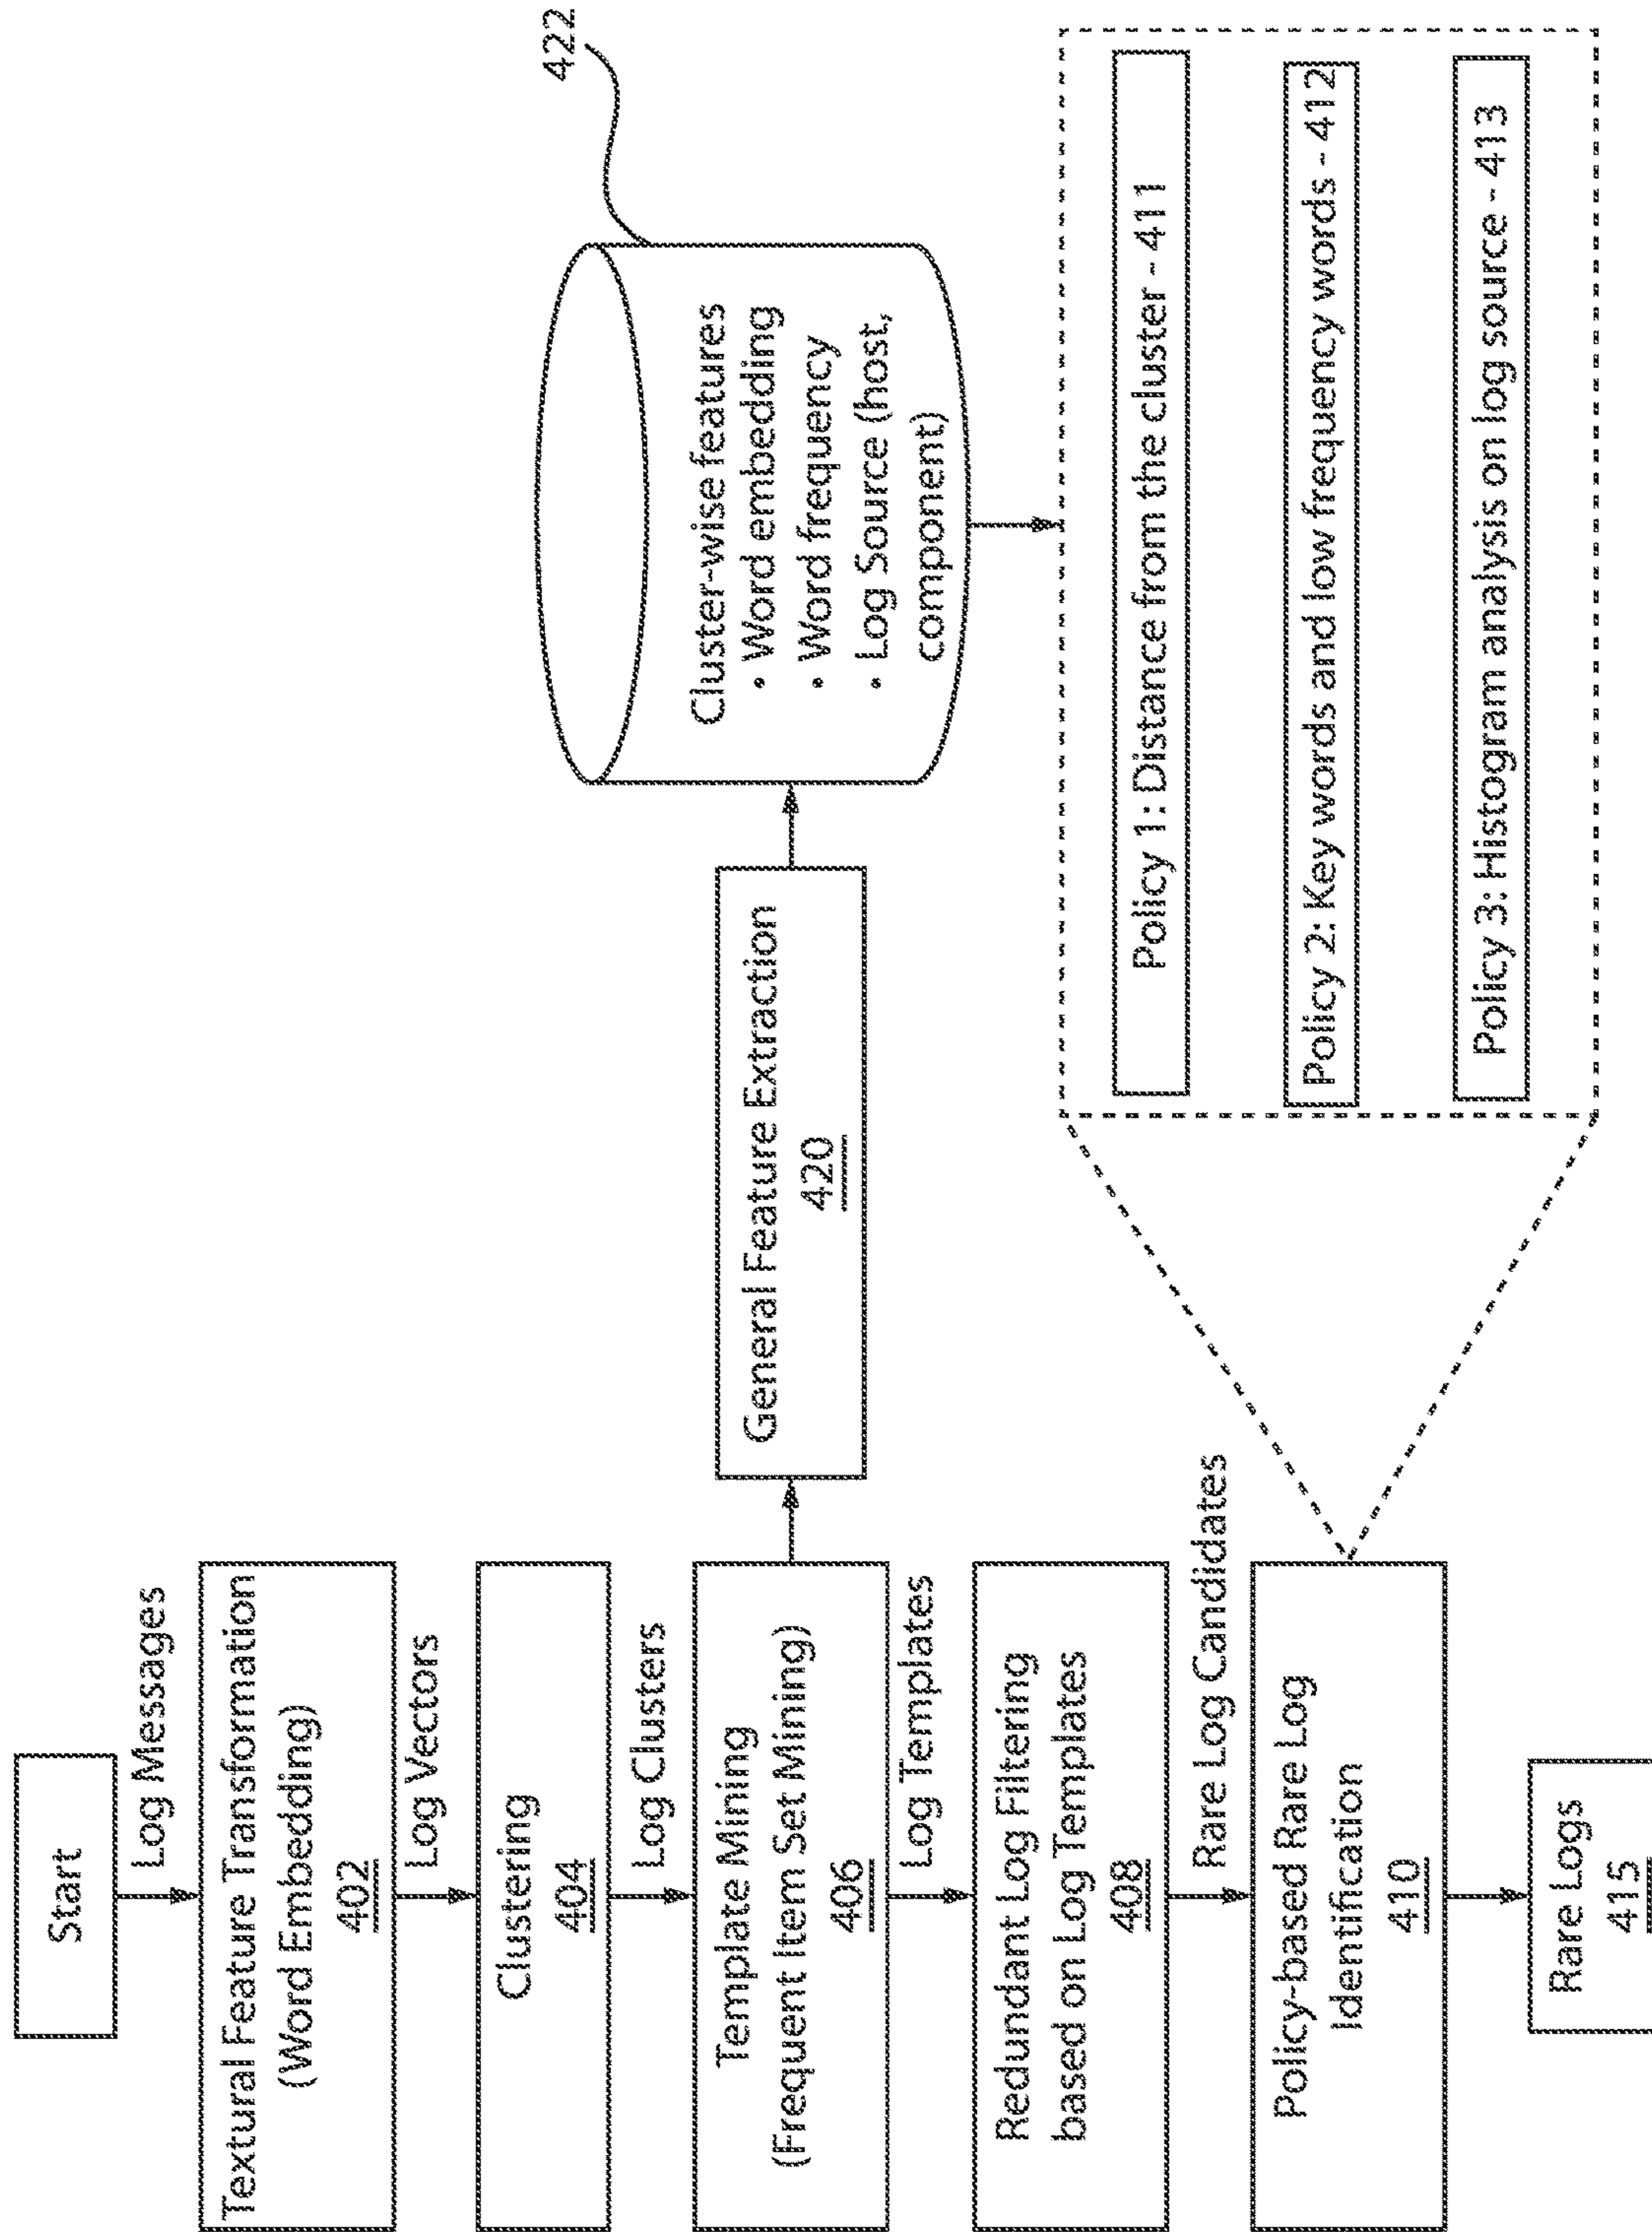 Start
Log Messages
Textural Feature Transformation
(Word Embedding)
402
Log Vectors
Clustering
404
Log Clusters
Template Mining
(Frequent Item Set Mining)
406
Log Templates
Redundant Log Filtering
based on Log Templates
408
Rare Log Candidates
Policy-based Rare Log
Identification
410
Rare Logs
415
General Feature Extraction
420
422
Cluster-wise features
• Word embedding
• Word frequency
• Log Source (host,
component)
Policy 1: Distance from the cluster - 411
Policy 2: Key words and low frequency words - 412
Policy 3: Histogram analysis on log source - 413